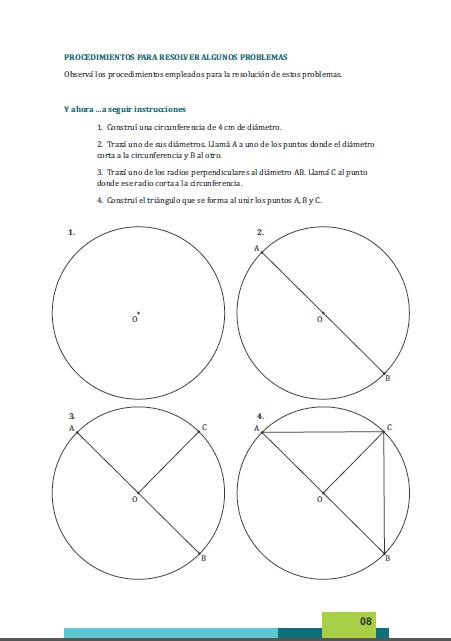 PROCEDIMIENTOS PARA RESOLVER ALGUNOS PROBLEMAS
Observá los procedimientos empleados para la resolución de estos problemas.
Y ahora ...a seguir instrucciones
1. Construí una circunferencia de 4 cm de diámetro.
2. Trazá uno de sus diámetros. Llamá A a uno de los puntos donde el diámetro
corta a la circunferencia y B al otro.
3. Trazá uno de los radios perpendiculares al diámetro AB. Llamá C al punto
donde ese radio corta a la circunferencia.
4. Construí el triángulo que se forma al unir los puntos A, B y C.
1.
O
2.
A
O
B
3.
A
C
O
B
4.
A
C
O
B
08